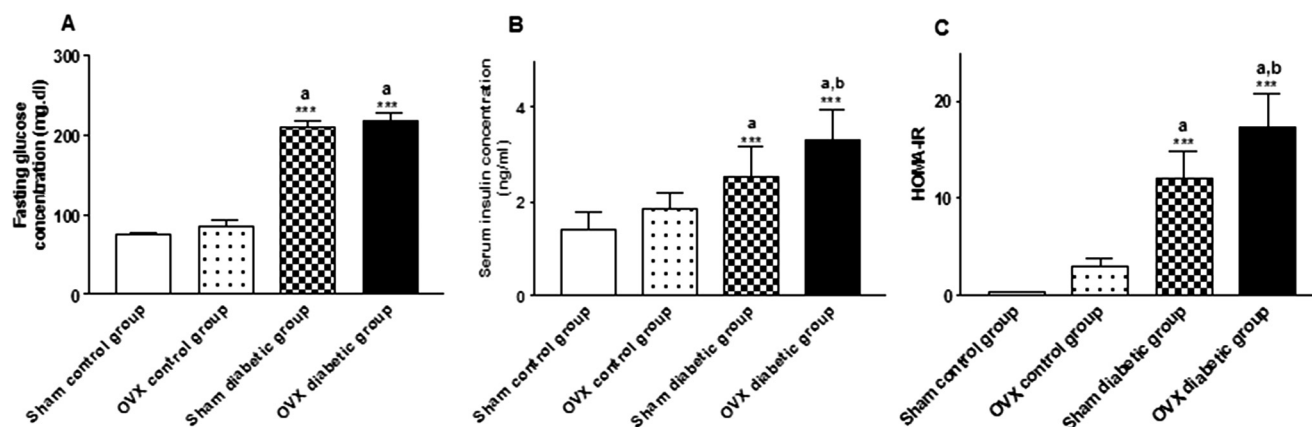 A
Fasting glucose
concentration (mg.dl)
300
200
100
0
a
***
a
***
Sham control group
OVX control group
Sham diabetic group
OVX diabetic group
B
Serum insulin concentration
(ng/ml)
4
2
0
a
***
a,b
***
Sham control group
OVX control group
Sham diabetic group
OVX diabetic group
C
HOMA-IR
20
10
0
a
***
a,b
***
Sham control group
OVX control group
Sham diabetic group
OVX diabetic group